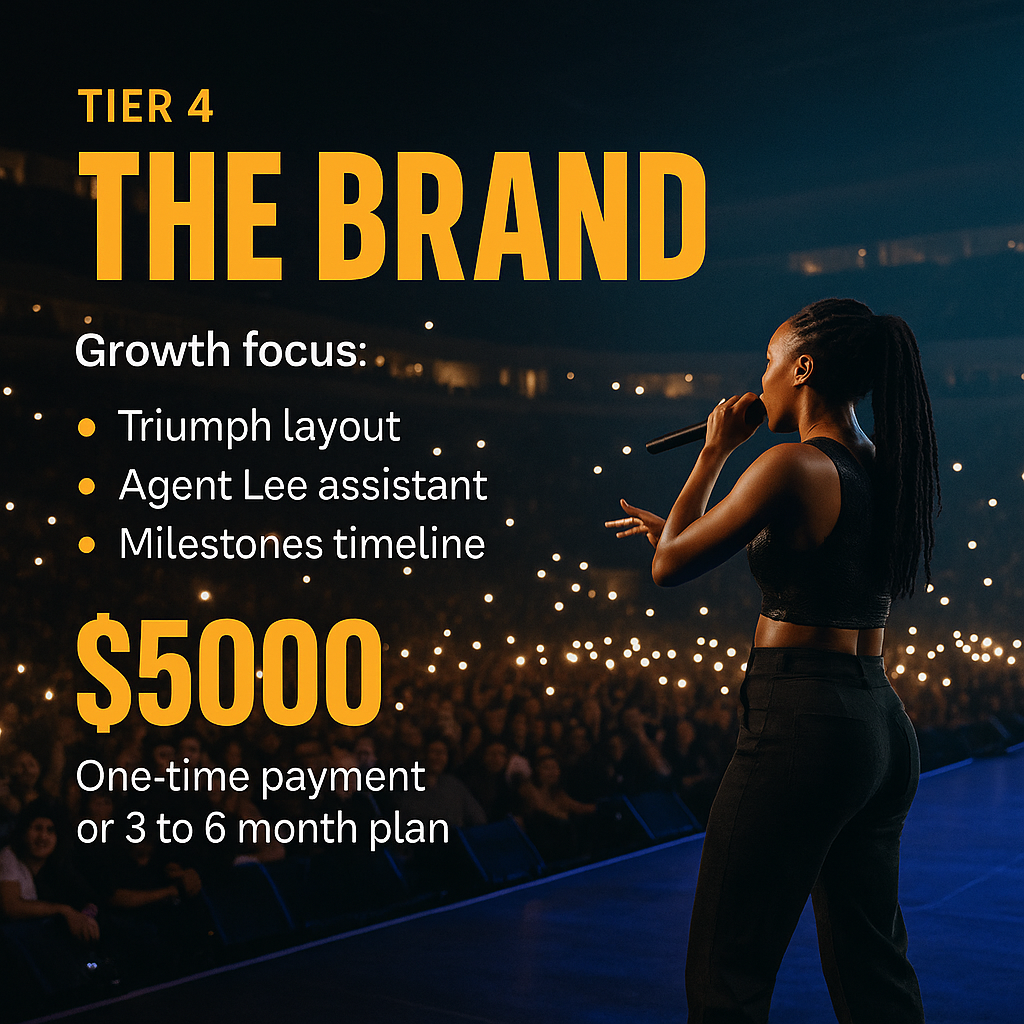 TIER 4
THE BRAND
Growth focus:
• Triumph layout
• Agent Lee assistant
• Milestones timeline
$5000
One-time payment
or 3 to 6 month plan